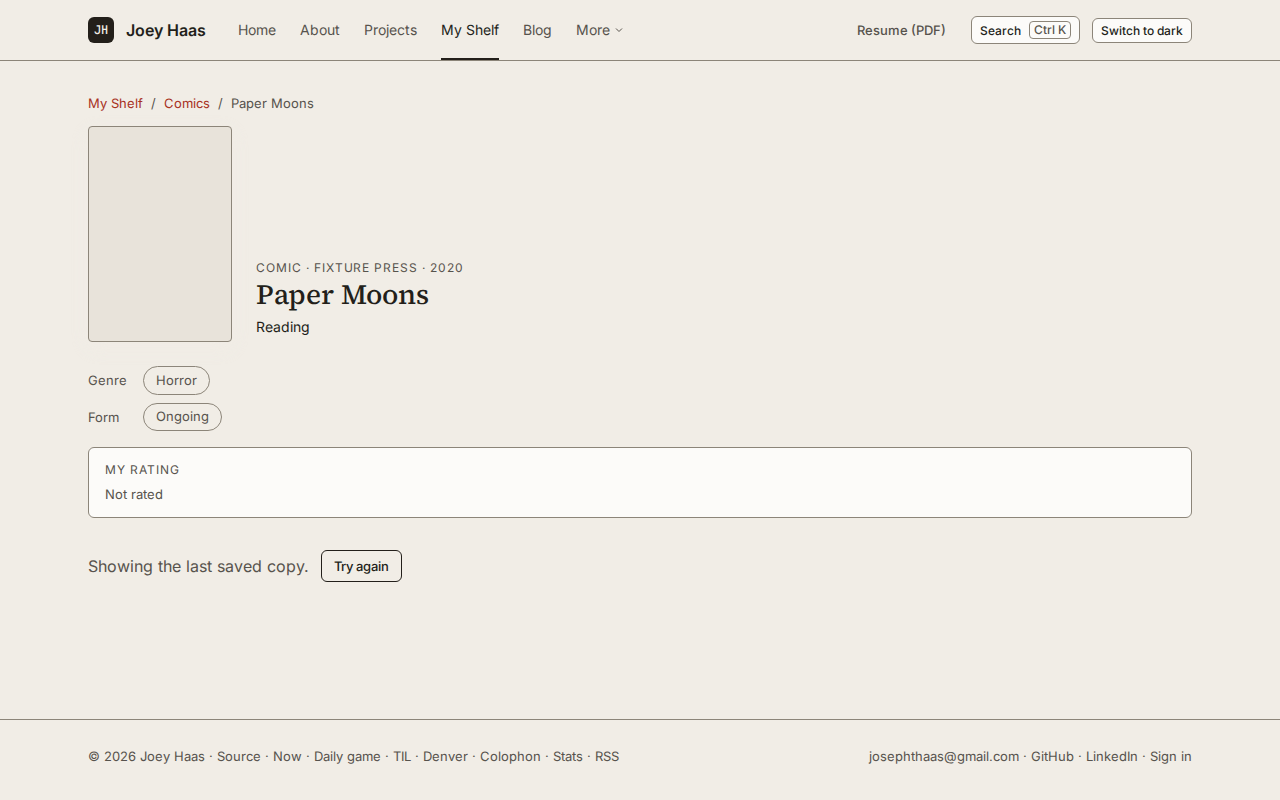 JH Joey Haas Home About Projects My Shelf Blog More Resume (PDF) Search Ctrl K Switch to dark
My Shelf / Comics / Paper Moons
COMIC · FIXTURE PRESS · 2020
Paper Moons
Reading
Genre Horror
Form Ongoing
MY RATING
Not rated
Showing the last saved copy. Try again
© 2026 Joey Haas · Source · Now · Daily game · TIL · Denver · Colophon · Stats · RSS josephthaas@gmail.com · GitHub · LinkedIn · Sign in